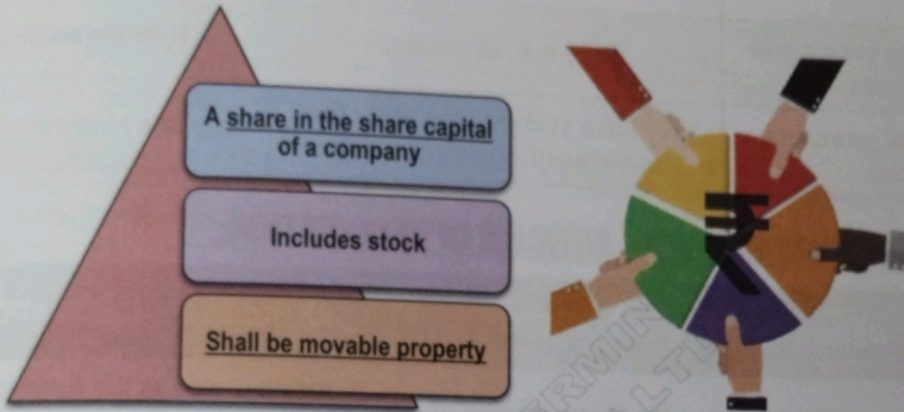 A share in the share capital
of a company
Includes stock
Shall be movable property
₹